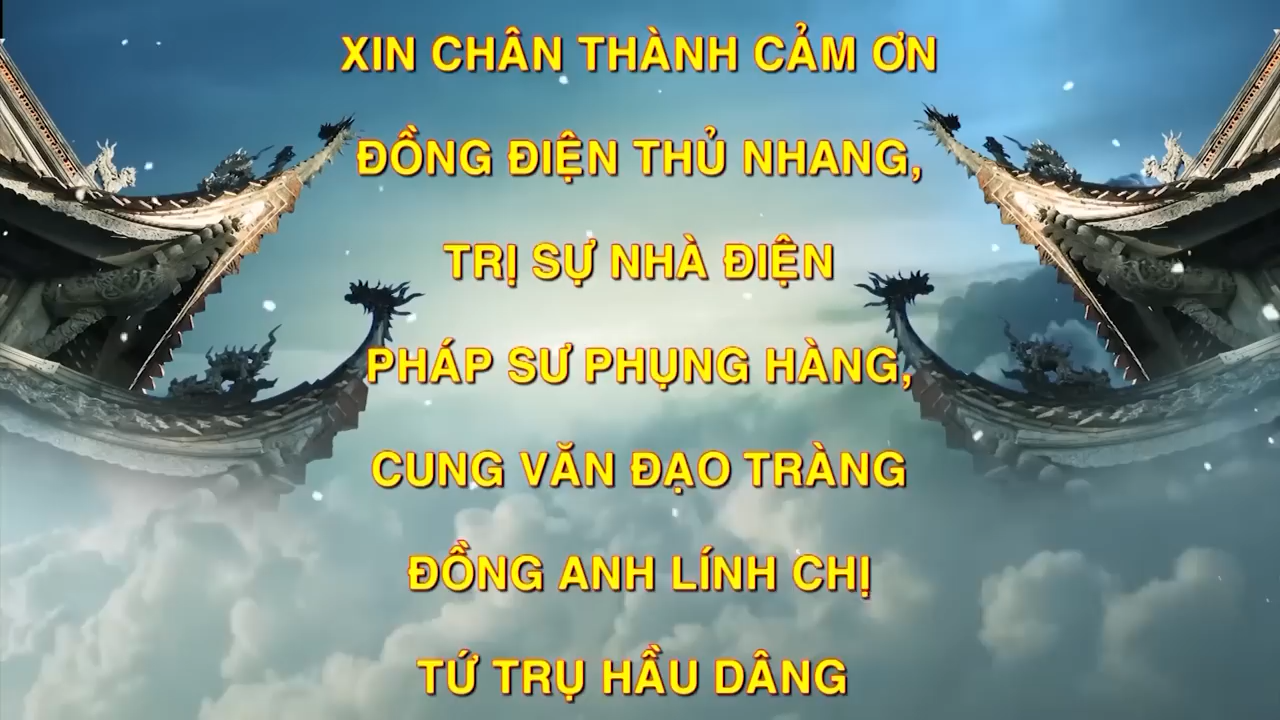 XIN CHÂN THÀNH CẢM ƠN
ĐỒNG ĐIỆN THỦ NHANG,
TRỊ SỰ NHÀ ĐIỆN
PHÁP SƯ PHỤNG HÀNG,
CUNG VĂN ĐẠO TRÀNG
ĐỒNG ANH LÍNH CHỊ
TỨ TRỤ HẦU DÂNG